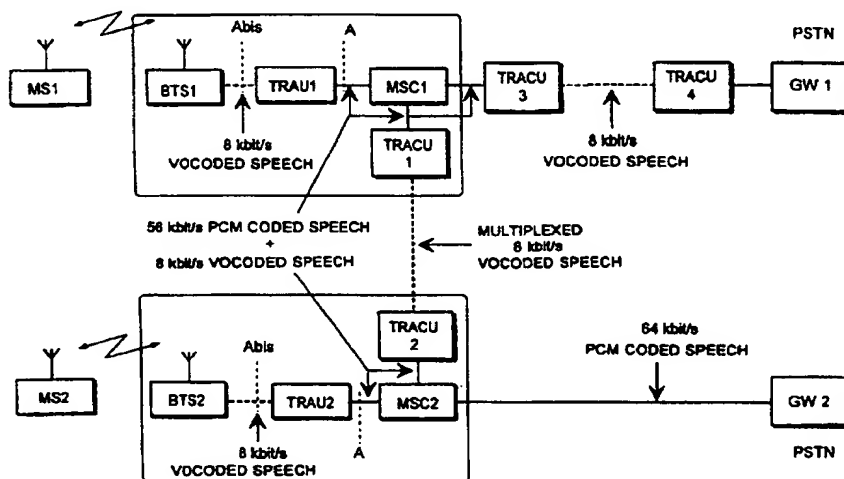 Abis
A
PSTN
MS1
BTS1
TRAU1
MSC1
TRACU
3
TRACU
4
GW 1
8 kbit/s
VOCODED SPEECH
TRACU
1
8 kbit/s
VOCODED SPEECH
56 kbit/s PCM CODED SPEECH
+
8 kbit/s VOCODED SPEECH
MULTIPLEXED
8 kbit/s
VOCODED SPEECH
TRACU
2
64 kbit/s
PCM CODED SPEECH
Abis
MS2
BTS2
TRAU2
MSC2
GW 2
A
8 kbit/s
VOCODED SPEECH
PSTN